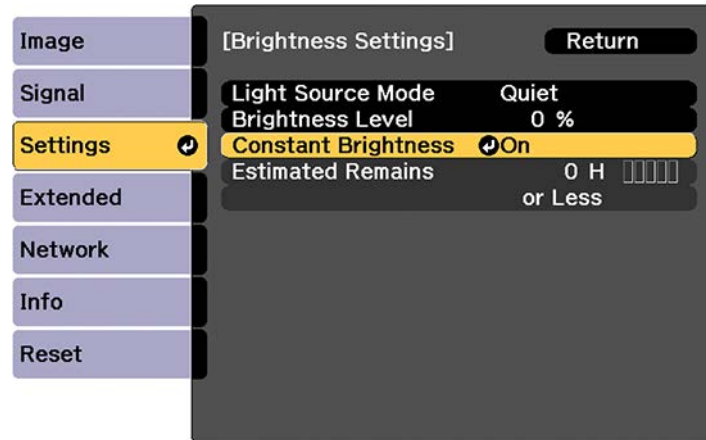 Image
Signal
Settings
Extended
Network
Info
Reset
[Brightness Settings] Return
Light Source Mode Quiet
Brightness Level 0 %
Constant Brightness On
Estimated Remains 0 H
or Less